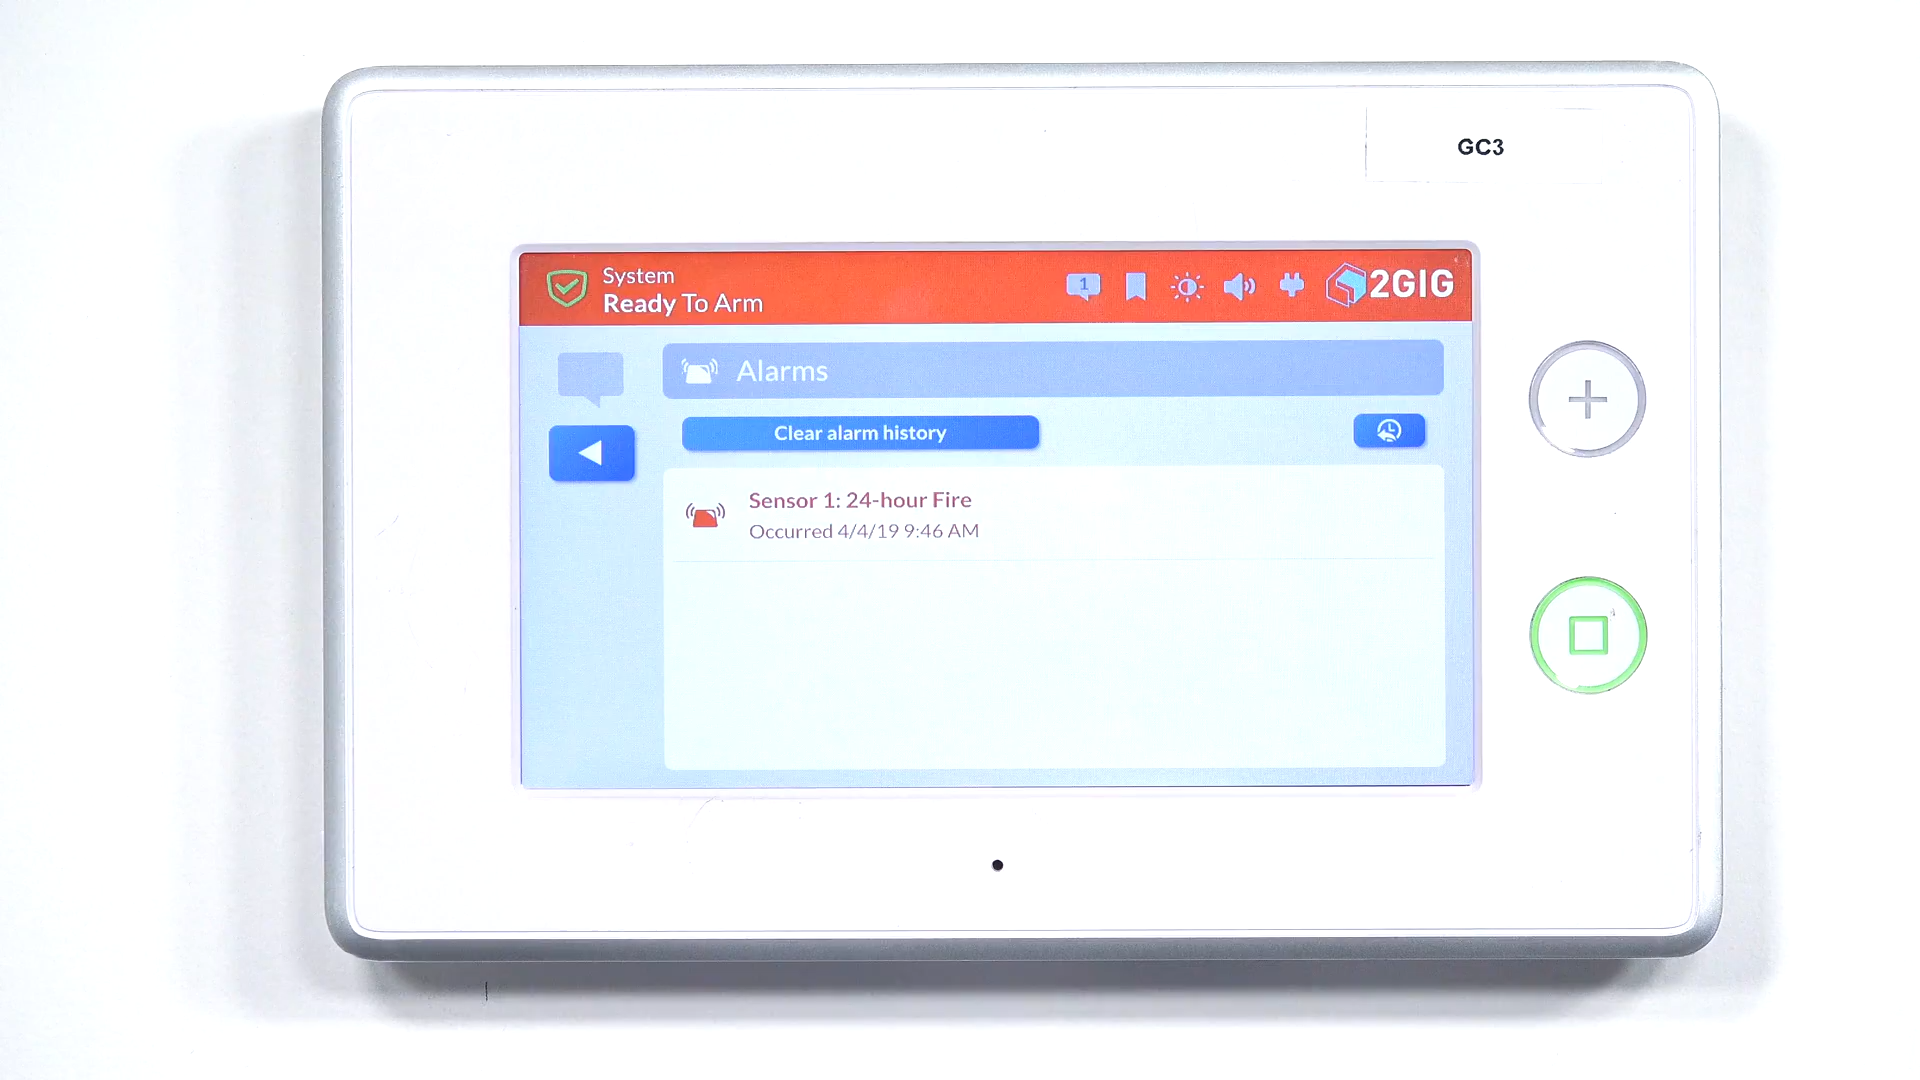 GC3
System
Ready To Arm
1
2GIG
Alarms
Clear alarm history
Sensor 1: 24-hour Fire
Occurred 4/4/19 9:46 AM